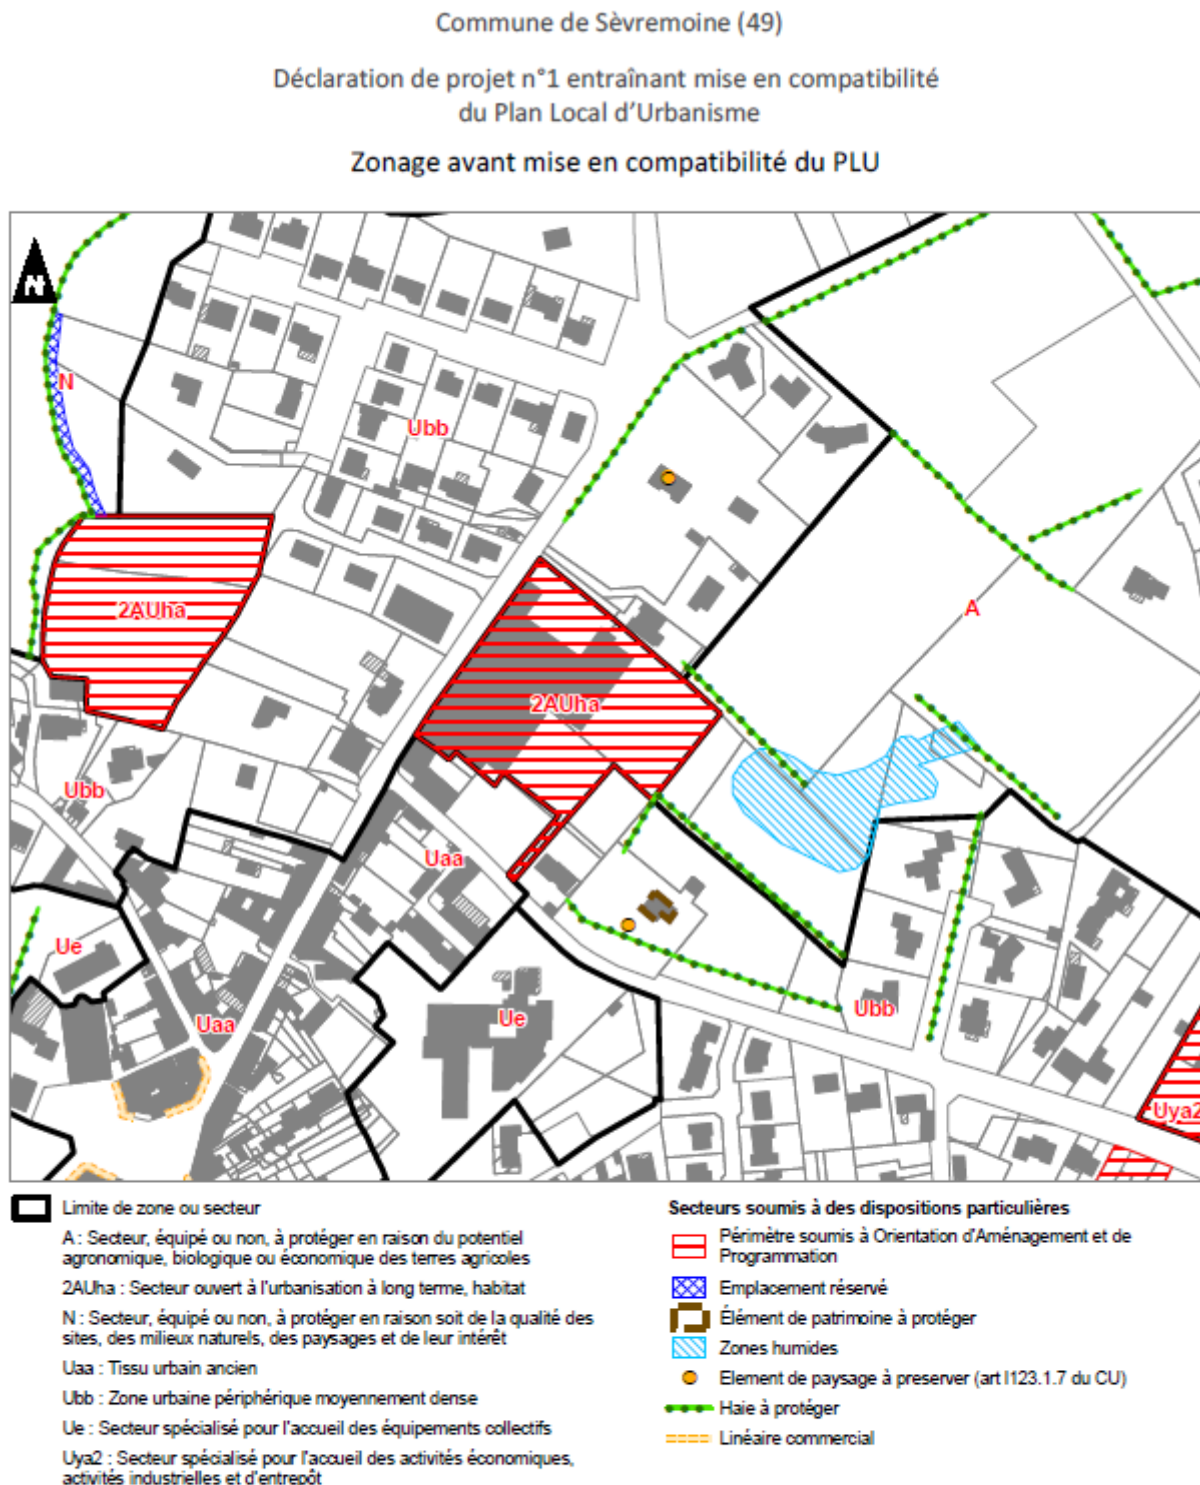 Commune de Sèvremoine (49)
Déclaration de projet n°1 entraînant mise en compatibilité
du Plan Local d'Urbanisme
Zonage avant mise en compatibilité du PLU
N
N
Ubb
2AUha
A
2AUha
Ubb
Uaa
Ue
Uaa
Ue
Ubb
Uya2
Limite de zone ou secteur
A : Secteur, équipé ou non, à protéger en raison du potentiel
agronomique, biologique ou économique des terres agricoles
2AUha : Secteur ouvert à l'urbanisation à long terme, habitat
N : Secteur, équipé ou non, à protéger en raison soit de la qualité des
sites, des milieux naturels, des paysages et de leur intérêt
Uaa : Tissu urbain ancien
Ubb : Zone urbaine périphérique moyennement dense
Ue : Secteur spécialisé pour l'accueil des équipements collectifs
Uya2 : Secteur spécialisé pour l'accueil des activités économiques,
activités industrielles et d'entrepôt
Secteurs soumis à des dispositions particulières
Périmètre soumis à Orientation d'Aménagement et de
Programmation
Emplacement réservé
Élément de patrimoine à protéger
Zones humides
Element de paysage à preserver (art l123.1.7 du CU)
Haie à protéger
Linéaire commercial